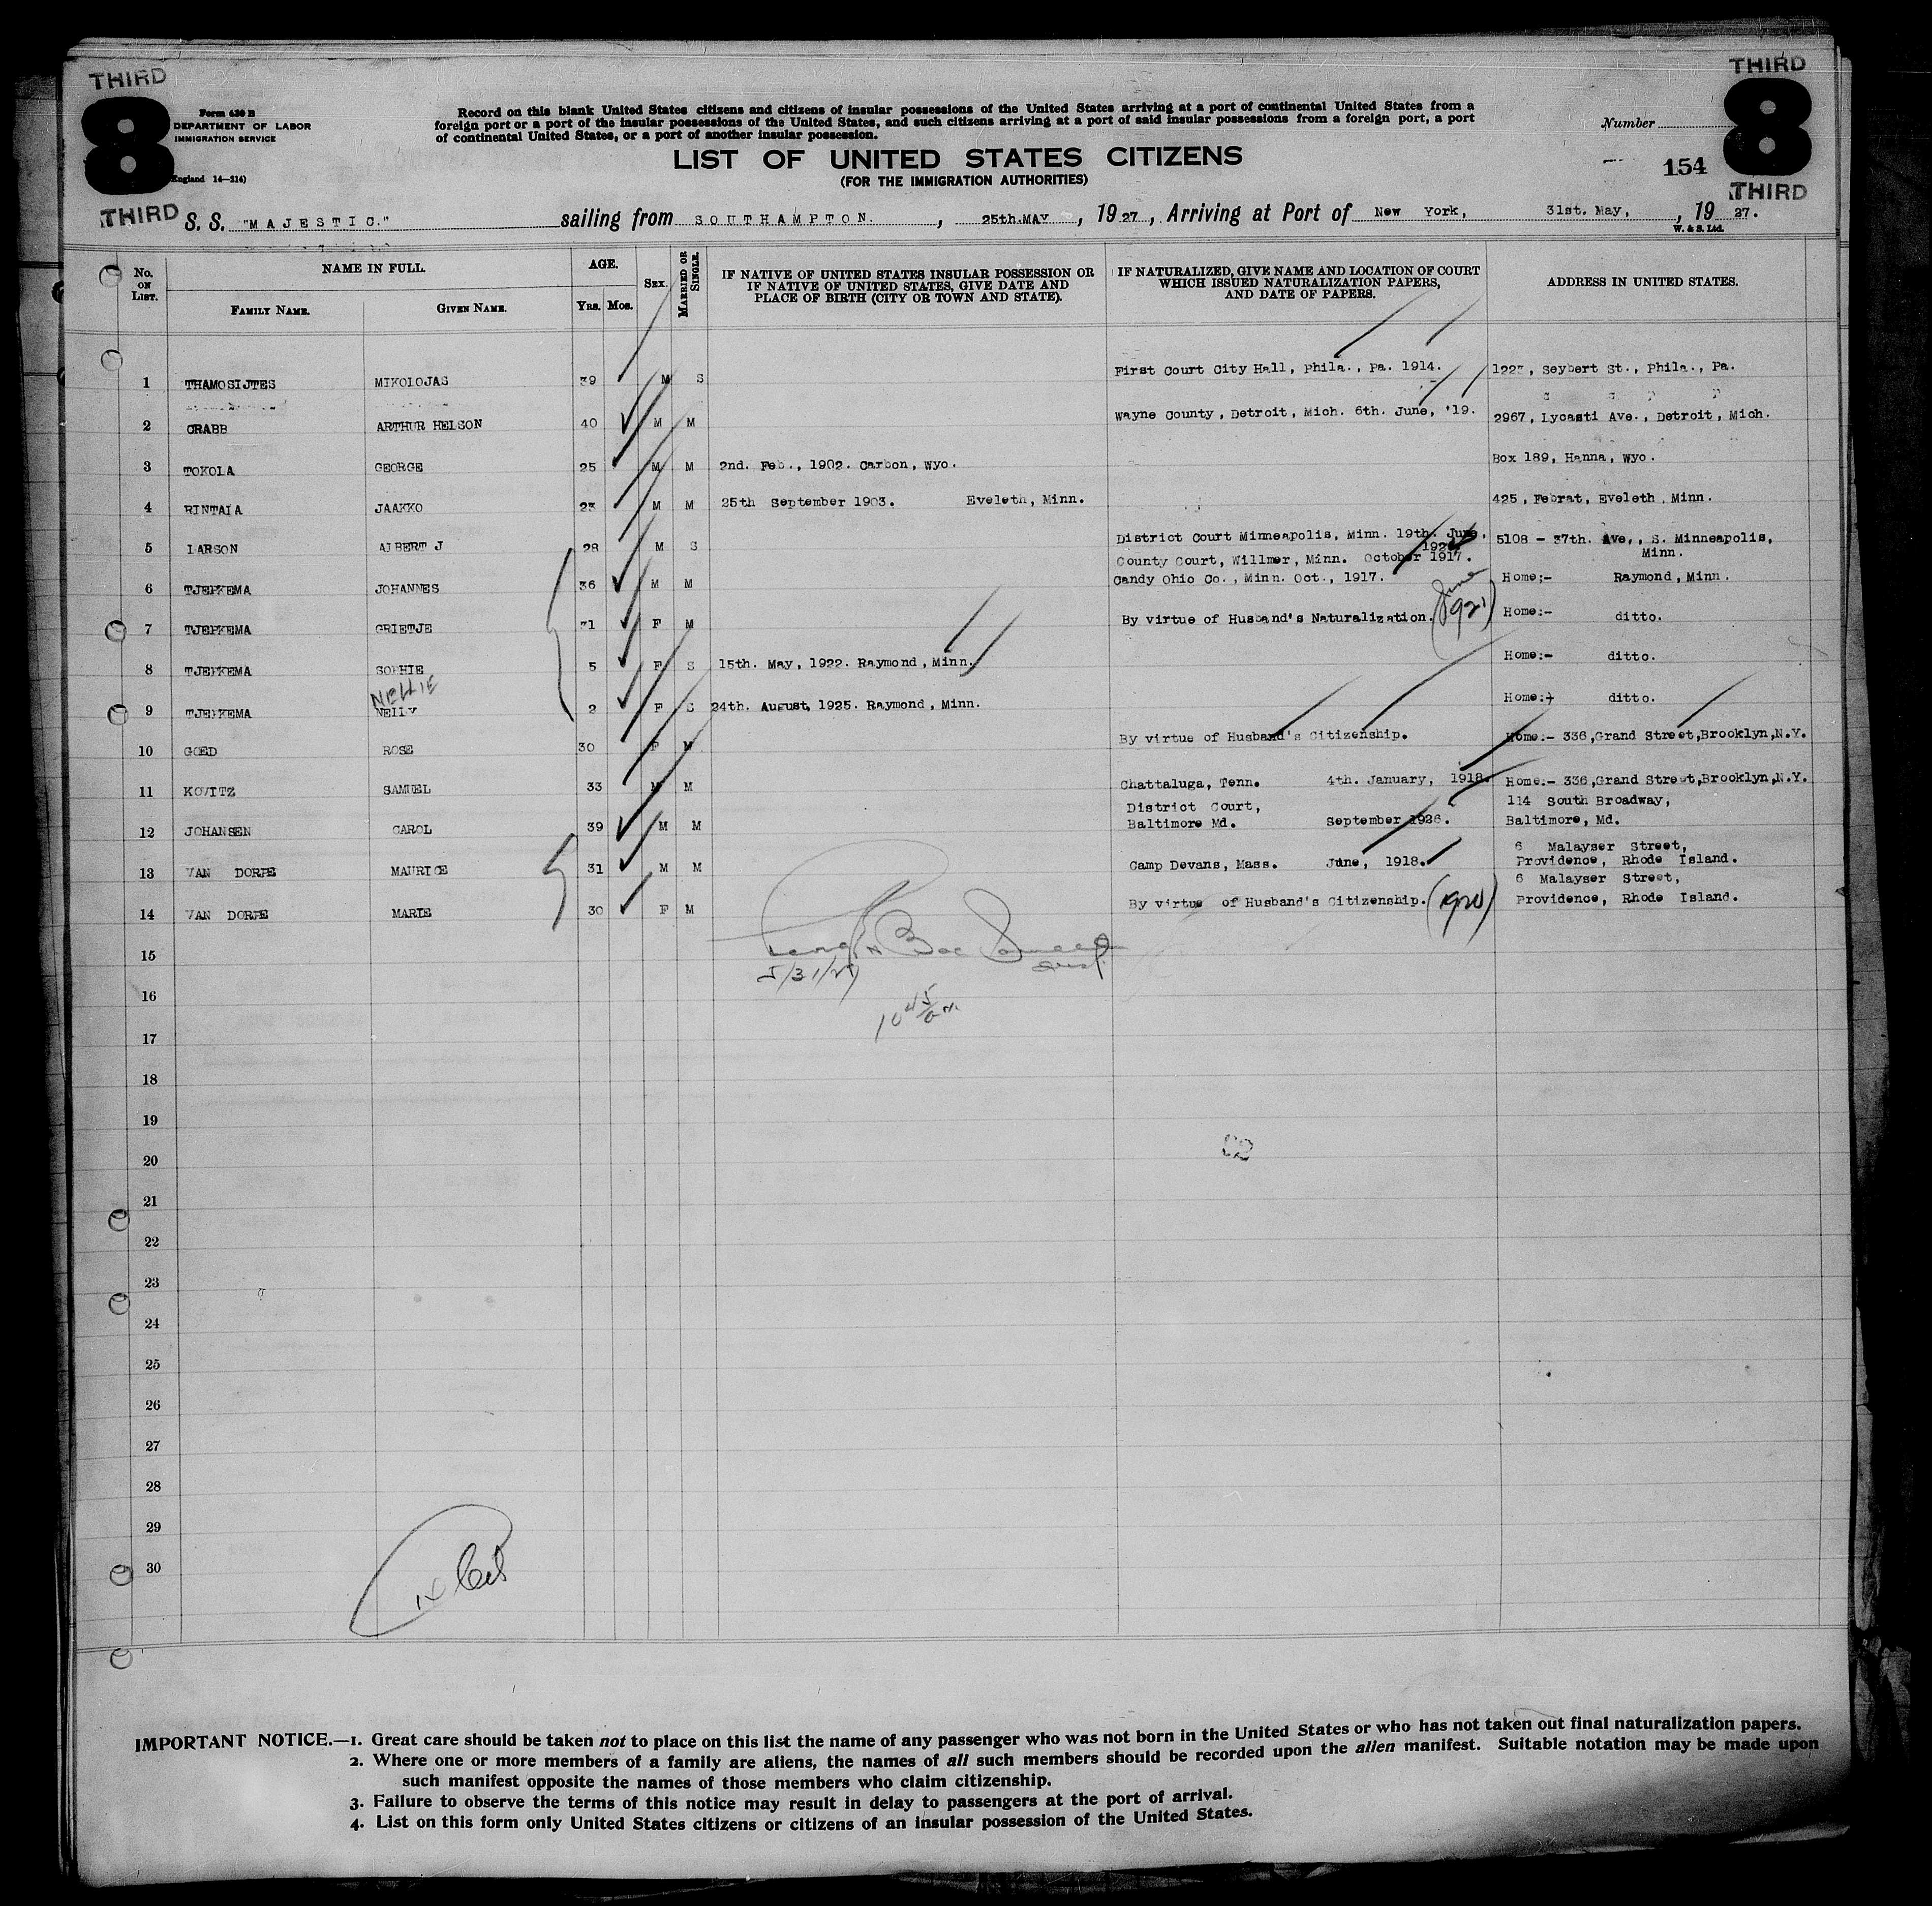 THIRD
8
THIRD
THIRD
8
THIRD
Form 630 B
DEPARTMENT OF LABOR
IMMIGRATION SERVICE
England 14—214)
Record on this blank United States citizens and citizens of insular possessions of the United States arriving at a port of continental United States from a
foreign port or a port of the insular possessions of the United States, and such citizens arriving at a port of said insular possessions from a foreign port, a port
of continental United States, or a port of another insular possession.
Number
LIST OF UNITED STATES CITIZENS
(FOR THE IMMIGRATION AUTHORITIES)
154
S. S. "MAJESTIC." sailing from SOUTHAMPTON. , 25th.MAY , 1927, Arriving at Port of New York, 31st. May, , 19 27.
W. & S. Ltd.
No. ON LIST. NAME IN FULL. FAMILY NAME. GIVEN NAME. AGE. YRS. MOS. SEX. MARRIED OR SINGLE. IF NATIVE OF UNITED STATES INSULAR POSSESSION OR IF NATIVE OF UNITED STATES, GIVE DATE AND PLACE OF BIRTH (CITY OR TOWN AND STATE). IF NATURALIZED, GIVE NAME AND LOCATION OF COURT WHICH ISSUED NATURALIZATION PAPERS, AND DATE OF PAPERS. ADDRESS IN UNITED STATES.
1 THAMOSIJTES MIKOLOJAS 39 M S First Court City Hall, Phila., Pa. 1914. Seybert St., Phila., Pa.
2 CRABB ARTHUR HELSON 40 M M Wayne County, Detroit, Mich. 6th. June, '19. 2967, Lycasti Ave., Detroit, Mich.
3 TOKOLA GEORGE 25 M M 2nd. Feb., 1902. Carbon, Wyo. Box 189, Hanna, Wyo.
4 RINTALA JAAKKO 23 M M 25th September 1903. Eveleth, Minn. 425, Febrat, Eveleth, Minn.
5 LARSON ALBERT J 28 M S District Court Minneapolis, Minn. 19th. June, 5108 - 37th. Ave,, S. Minneapolis, Minn.
6 TJEPKEMA JOHANNES 36 M M County Court, Willmer, Minn. October 1917. Candy Ohio Co., Minn. Oct., 1917. Home;- Raymond, Minn.
7 TJEPKEMA GRIETJE 31 F M By virtue of Husband's Naturalization. (June 1921) Home:- ditto.
8 TJEPKEMA SOPHIE 5 F S 15th. May, 1922. Raymond, Minn. Home:- ditto.
NELLIE
9 TJEPKEMA NELLY 2 F S 24th. August, 1925. Raymond, Minn. Home:- ditto.
10 GOED ROSE 30 F M By virtue of Husband's Citizenship. Home:- 336,Grand Street,Brooklyn,N.Y.
11 KOVITZ SAMUEL 33 M M Chattaluga, Tenn. 4th. January, 1918. Home:- 336,Grand Street,Brooklyn,N.Y.
12 JOHANSEN CAROL 39 M M District Court, Baltimore Md. September 1926. 114 South Broadway, Baltimore, Md.
13 VAN DORPE MAURICE 31 M M Camp Devans, Mass. June, 1918. 6 Malayser Street, Providence, Rhode Island.
14 VAN DORPE MARIE 30 F M By virtue of Husband's Citizenship. (1920) 6 Malayser Street, Providence, Rhode Island.
15
5/31/27
16
10 45 am
17
18
19
20
21
22
23
24
25
26
27
28
29
30
IMPORTANT NOTICE.—1. Great care should be taken not to place on this list the name of any passenger who was not born in the United States or who has not taken out final naturalization papers.
2. Where one or more members of a family are aliens, the names of all such members should be recorded upon the alien manifest. Suitable notation may be made upon
such manifest opposite the names of those members who claim citizenship.
3. Failure to observe the terms of this notice may result in delay to passengers at the port of arrival.
4. List on this form only United States citizens or citizens of an insular possession of the United States.